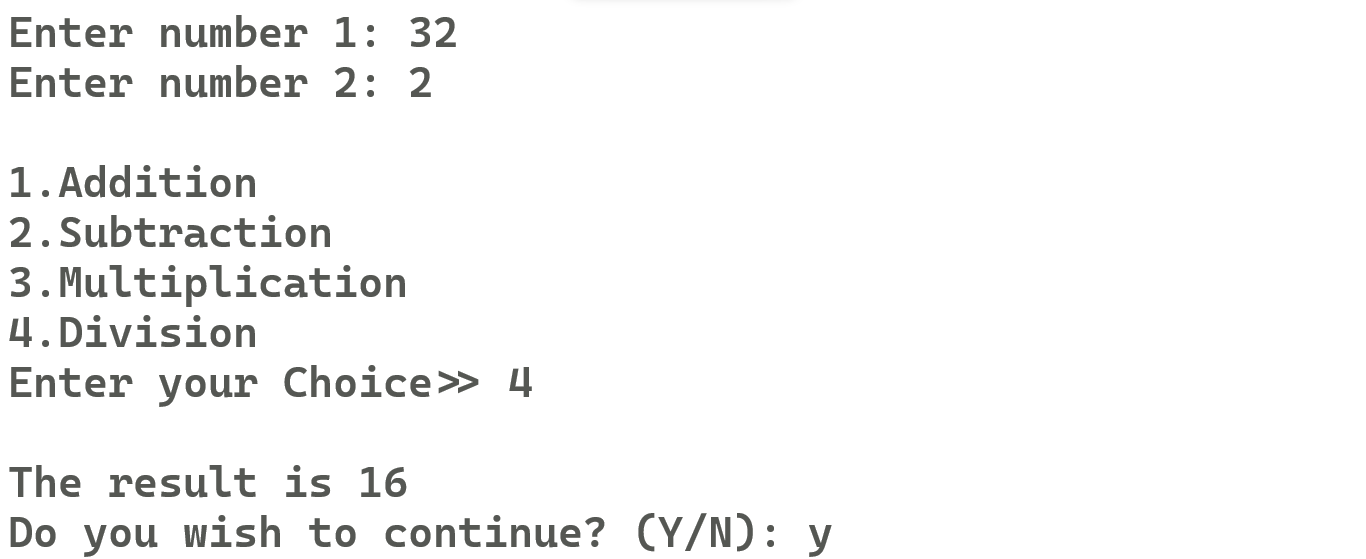 Enter number 1: 32
Enter number 2: 2
1.Addition
2.Subtraction
3.Multiplication
4.Division
Enter your Choice>> 4
The result is 16
Do you wish to continue? (Y/N): y